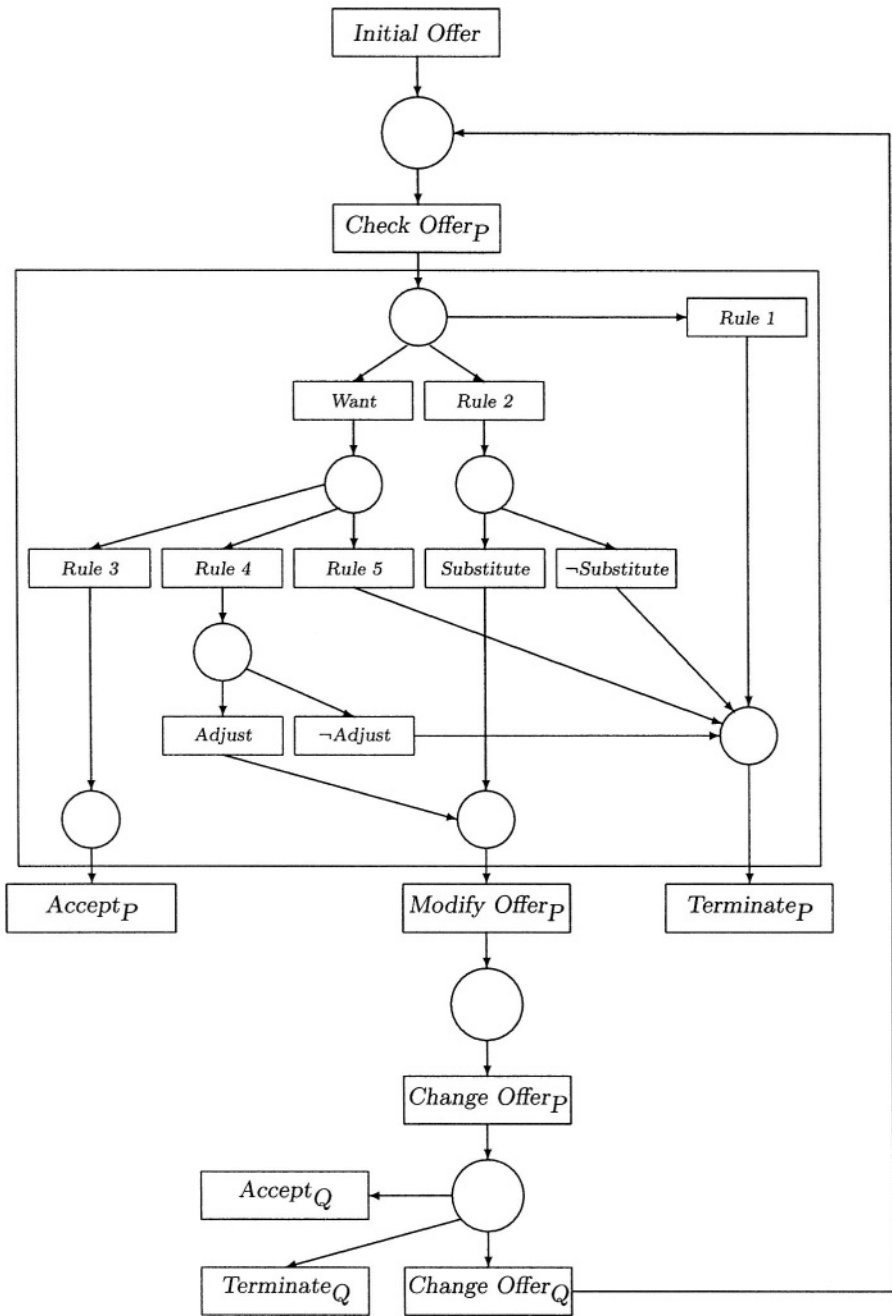 Initial Offer
Check Offer_P
Rule 1
Want
Rule 2
Rule 3
Rule 4
Rule 5
Substitute
¬Substitute
Adjust
¬Adjust
Accept_P
Modify Offer_P
Terminate_P
Change Offer_P
Accept_Q
Terminate_Q
Change Offer_Q